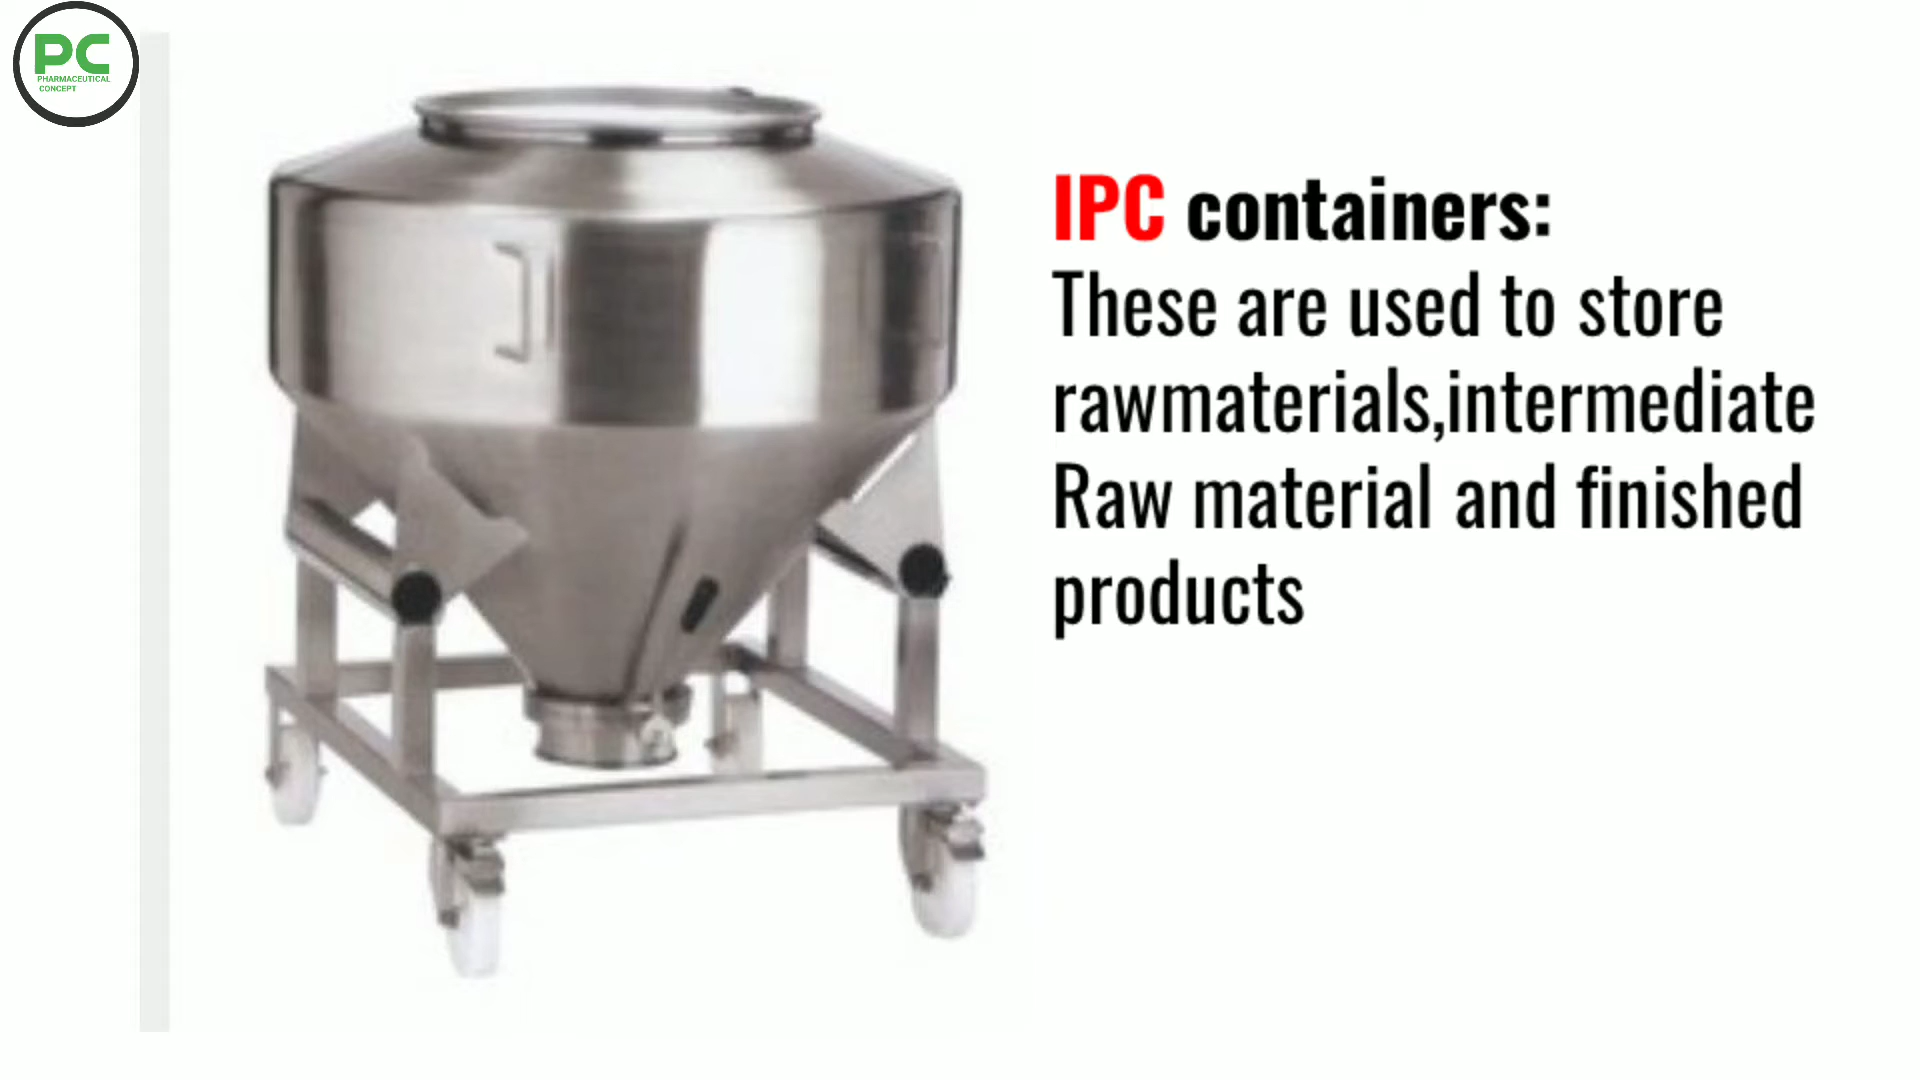 PC
PHARMACEUTICAL
CONCEPT
IPC containers:
These are used to store
rawmaterials,intermediate
Raw material and finished
products